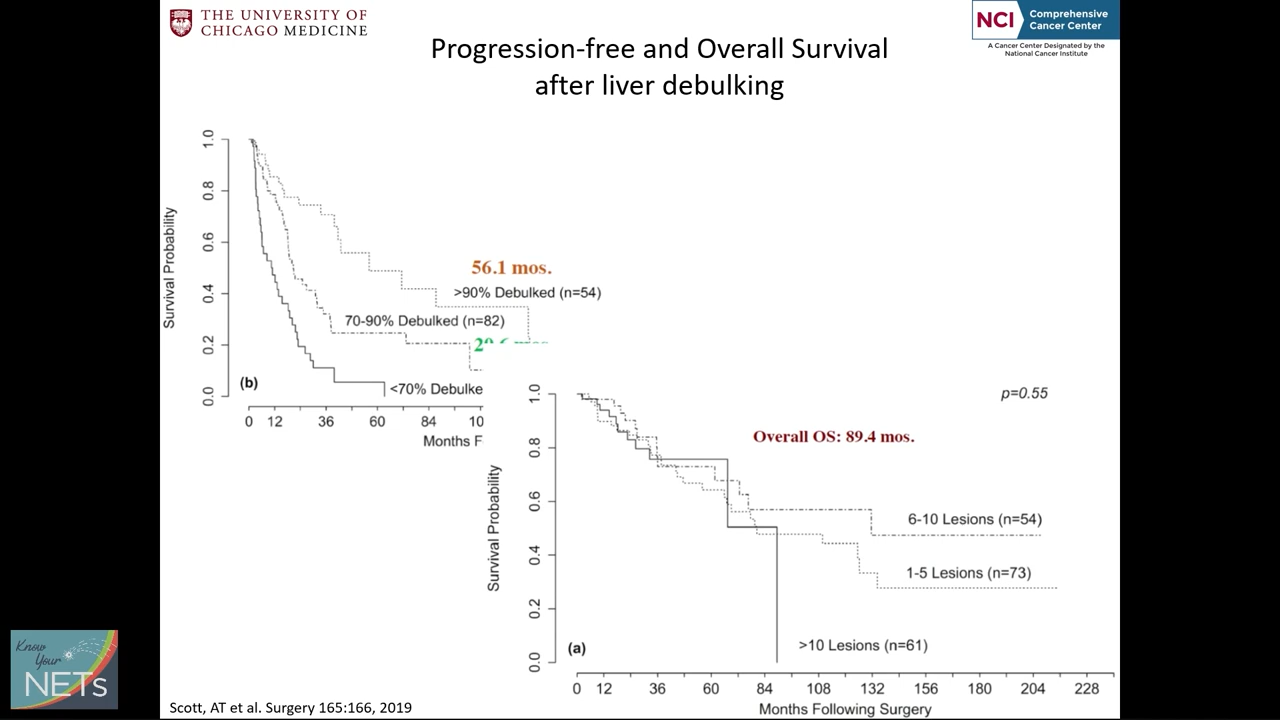 THE UNIVERSITY OF
CHICAGO MEDICINE
NCI
Comprehensive
Cancer Center
A Cancer Center Designated by the
National Cancer Institute
Progression-free and Overall Survival
after liver debulking
Survival Probability
1.0
0.8
0.6
0.4
0.2
0.0
56.1 mos.
>90% Debulked (n=54)
70-90% Debulked (n=82)
(b)
<70% Debulke
0 12 36 60 84 10
Months F
Survival Probability
1.0
0.8
0.6
0.4
0.2
0.0
p=0.55
Overall OS: 89.4 mos.
6-10 Lesions (n=54)
1-5 Lesions (n=73)
>10 Lesions (n=61)
(a)
0 12 36 60 84 108 132 156 180 204 228
Months Following Surgery
Know
Your
NETs
Scott, AT et al. Surgery 165:166, 2019